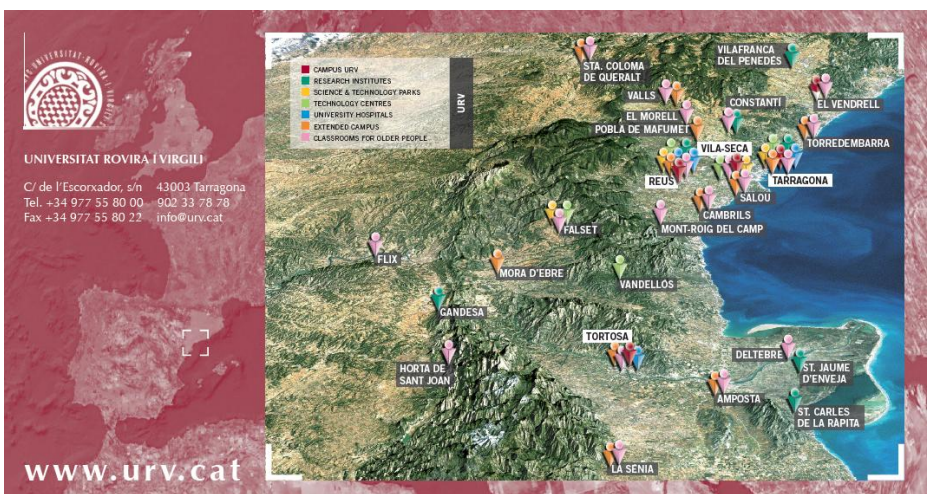 UNIVERSITAT ROVIRA I VIRGILI
C/ de l'Escorxador, s/n 43003 Tarragona
Tel. +34 977 55 80 00 902 33 78 78
Fax +34 977 55 80 22 info@urv.cat
www.urv.cat
CAMPUS URV
RESEARCH INSTITUTES
SCIENCE & TECHNOLOGY PARKS
TECHNOLOGY CENTRES
UNIVERSITY HOSPITALS
EXTENDED CAMPUS
CLASSROOMS FOR OLDER PEOPLE
URV
STA. COLOMA
DE QUERALT
VILAFRANCA
DEL PENEDÈS
VALLS
CONSTANTÍ
EL VENDRELL
EL MORELL
POBLA DE MAFUMET
TORREDEMBARRA
VILA-SECA
REUS
TARRAGONA
SALOU
CAMBRILS
FALSET
MONT-ROIG DEL CAMP
FLIX
MORA D'EBRE
VANDELLÒS
GANDESA
TORTOSA
HORTA DE
SANT JOAN
DELTEBRE
ST. JAUME
D'ENVEJA
AMPOSTA
ST. CARLES
DE LA RÀPITA
LA SÉNIA